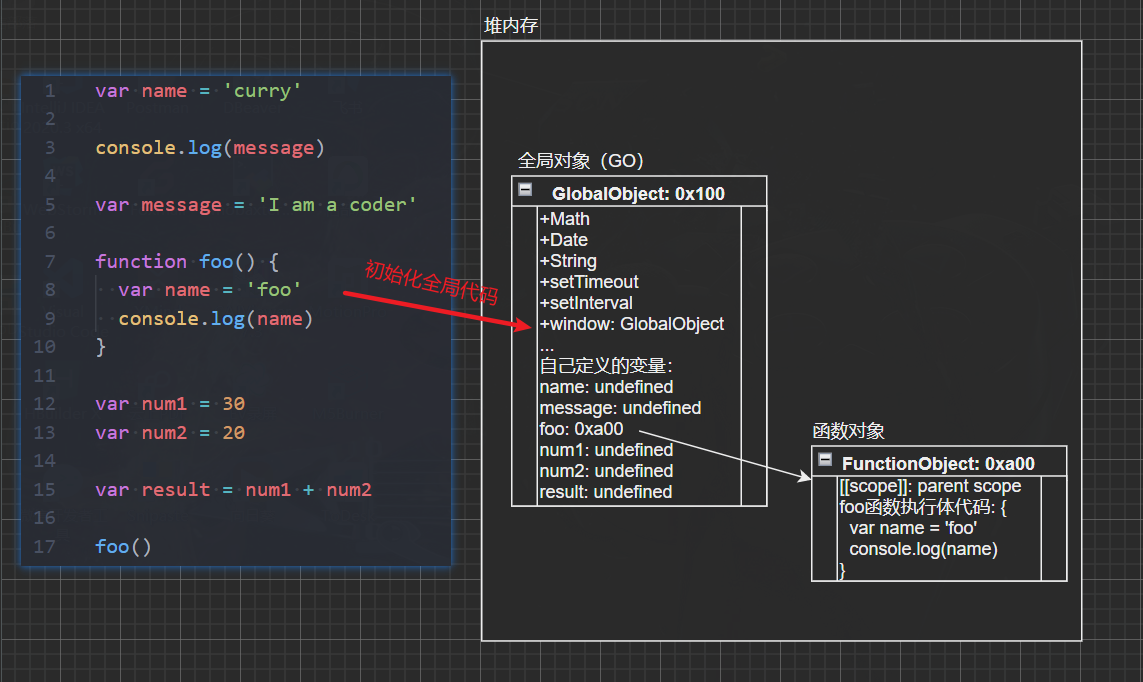 堆内存
1 var name = 'curry'
2
3 console.log(message)
4
5 var message = 'I am a coder'
6
7 function foo() {
8 var name = 'foo'
9 console.log(name)
10 }
11
12 var num1 = 30
13 var num2 = 20
14
15 var result = num1 + num2
16
17 foo()
初始化全局代码
全局对象（GO）
GlobalObject: 0x100
+Math
+Date
+String
+setTimeout
+setInterval
+window: GlobalObject
...
自己定义的变量：
name: undefined
message: undefined
foo: 0xa00
num1: undefined
num2: undefined
result: undefined
函数对象
FunctionObject: 0xa00
[[scope]]: parent scope
foo函数执行体代码: {
var name = 'foo'
console.log(name)
}